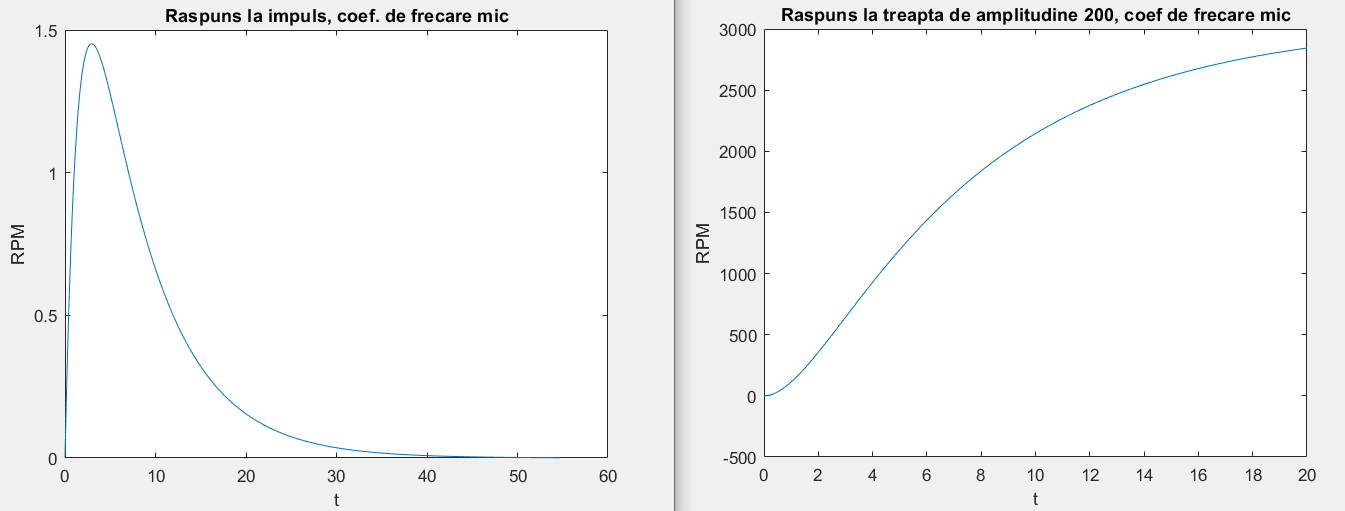 Raspuns la impuls, coef. de frecare mic
1.5
1
0.5
0
RPM
0 10 20 30 40 50 60
t
Raspuns la treapta de amplitudine 200, coef de frecare mic
3000
2500
2000
1500
1000
500
0
-500
RPM
0 2 4 6 8 10 12 14 16 18 20
t